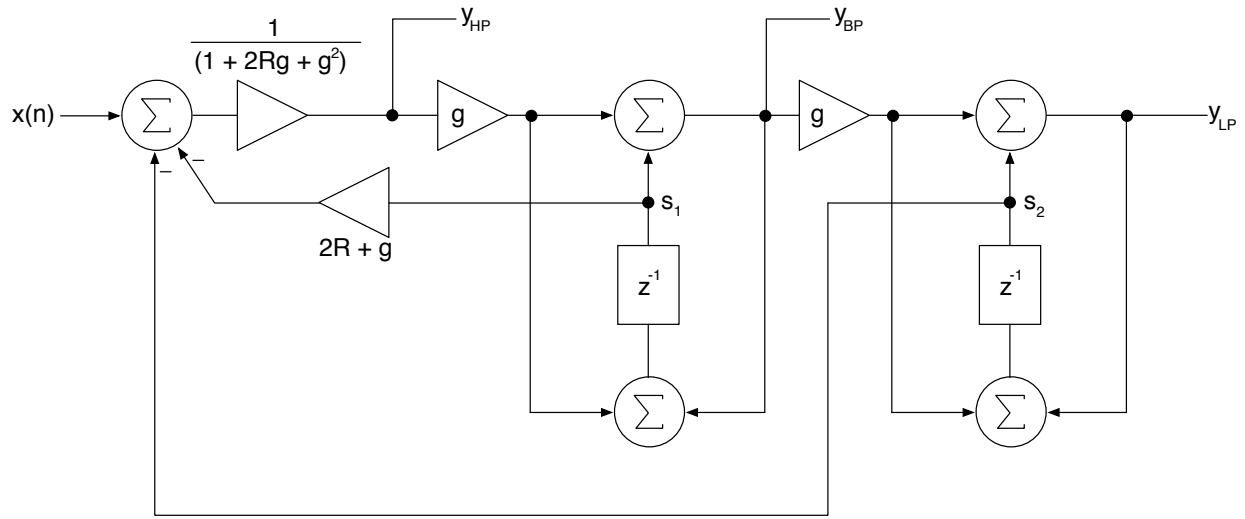 y_HP
y_BP
1
(1 + 2Rg + g²)
x(n)
Σ
g
Σ
g
Σ
y_LP
–
–
s₁
s₂
2R + g
z⁻¹
z⁻¹
Σ
Σ